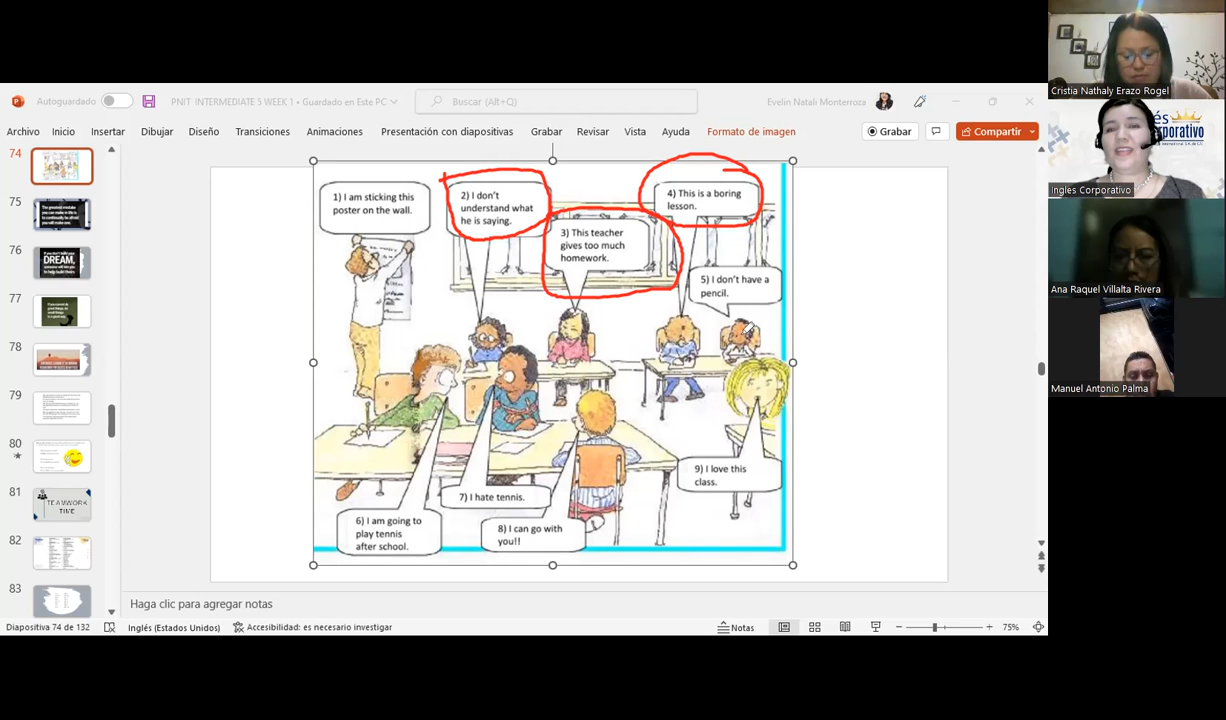 Autoguardado
PNIT INTERMEDIATE 5 WEEK 1 • Guardado en Este PC
Buscar (Alt+Q)
Evelin Natali Monterroza
Archivo Inicio Insertar Dibujar Diseño Transiciones Animaciones Presentación con diapositivas Grabar Revisar Vista Ayuda Formato de imagen
Grabar
Compartir
74
75
76
DREAM,
77
78
79
80
81
TEAMWORK
TIME
82
83
1) I am sticking this
poster on the wall.
2) I don't
understand what
he is saying.
3) This teacher
gives too much
homework.
4) This is a boring
lesson.
5) I don't have a
pencil.
6) I am going to
play tennis
after school.
7) I hate tennis.
8) I can go with
you!!
9) I love this
class.
Haga clic para agregar notas
Diapositiva 74 de 132
Inglés (Estados Unidos)
Accesibilidad: es necesario investigar
Notas
75%
Cristia Nathaly Erazo Rogel
Ingles Corporativo
Ana Raquel Villalta Rivera
Manuel Antonio Palma